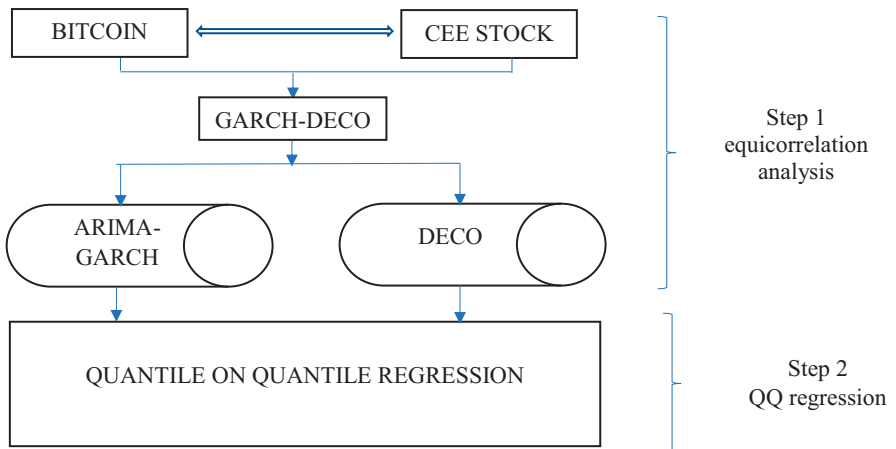 BITCOIN
CEE STOCK
GARCH-DECO
Step 1
equicorrelation
analysis
ARIMA-
GARCH
DECO
QUANTILE ON QUANTILE REGRESSION
Step 2
QQ regression